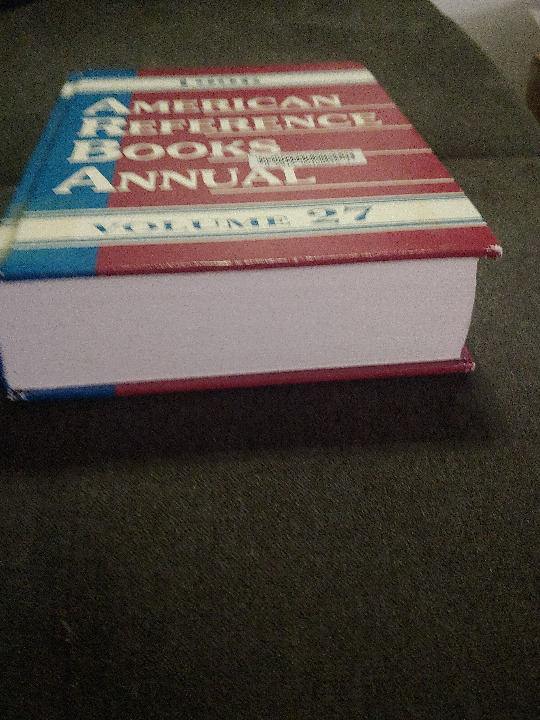 AMERICAN
REFERENCE
BOOKS
ANNUAL
VOLUME 27